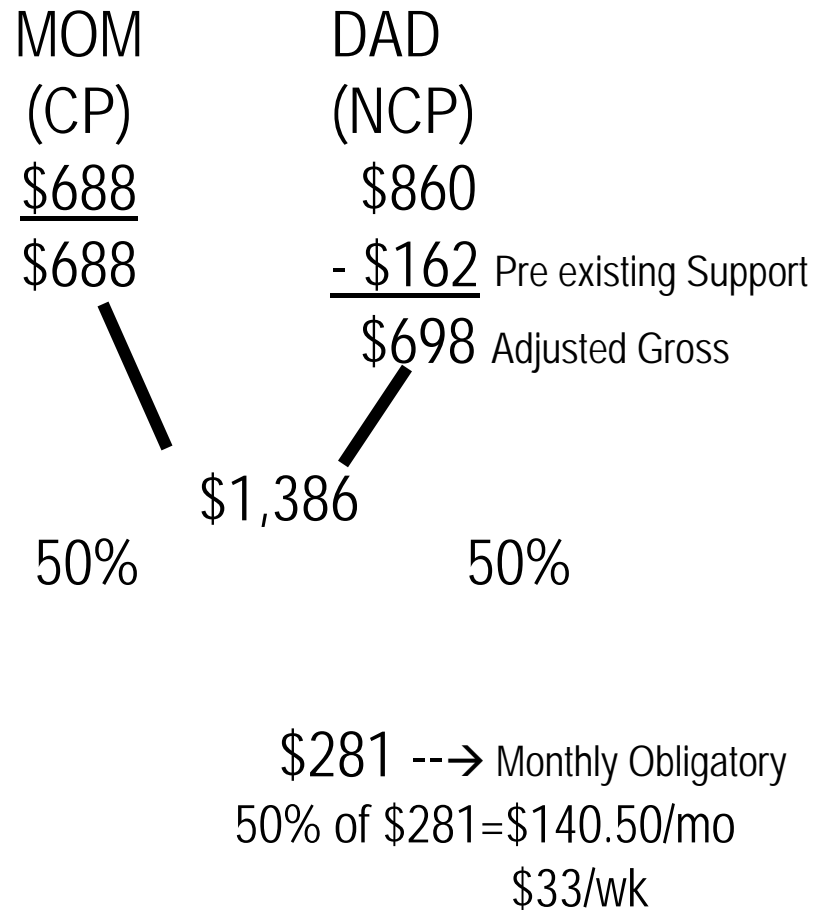 MOM DAD
(CP) (NCP)
$688 $860
$688 - $162 Pre existing Support
$698 Adjusted Gross
$1,386
50% 50%
$281 --→ Monthly Obligatory
50% of $281=$140.50/mo
$33/wk